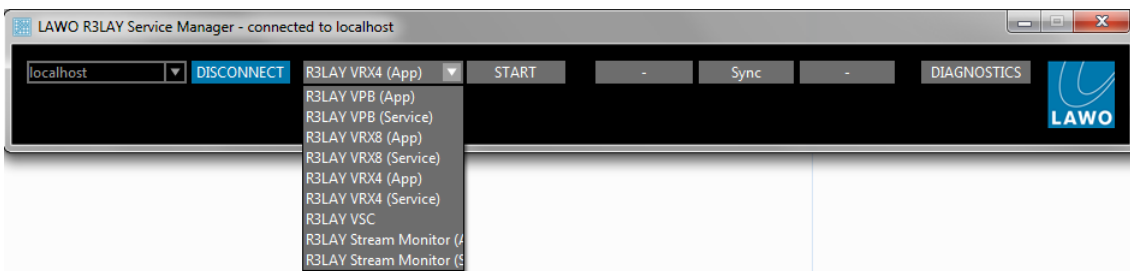 LAWO R3LAY Service Manager - connected to localhost
localhost DISCONNECT R3LAY VRX4 (App) START - Sync - DIAGNOSTICS
R3LAY VPB (App)
R3LAY VPB (Service)
R3LAY VRX8 (App)
R3LAY VRX8 (Service)
R3LAY VRX4 (App)
R3LAY VRX4 (Service)
R3LAY VSC
R3LAY Stream Monitor (A
R3LAY Stream Monitor (S
LAWO